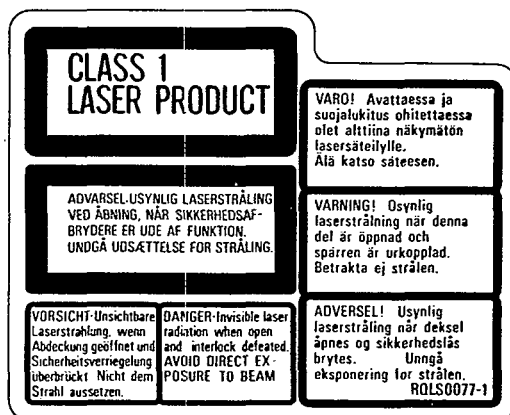 CLASS 1
LASER PRODUCT
ADVARSEL-USYNLIG LASERSTRÅLING
VED ÅBNING, NÅR SIKKERHEDSAF-
BRYDERE ER UDE AF FUNKTION.
UNDGÅ UDSÆTTELSE FOR STRÅLING.
VORSICHT-Unsichtbare
Laserstrahlung, wenn
Abdeckung geöffnet und
Sicherheitsverriegelung
überbrückt Nicht dem
Strahl aussetzen.
DANGER-Invisible laser
radiation when open
and interlock defeated.
AVOID DIRECT EX-
POSURE TO BEAM
VARO! Avattaessa ja
suojalukitus ohitettaessa
olet alttiina näkymätön
lasersäteilylle.
Älä katso säteesen.
VARNING! Osynlig
laserstrålning när denna
del är öppnad och
spärren är urkopplad.
Betrakta ej strålen.
ADVERSEL! Usynlig
laserstråling når deksel
åpnes og sikkerhedslås
brytes. Unngå
eksponering for strålen.
RQLS0077-1